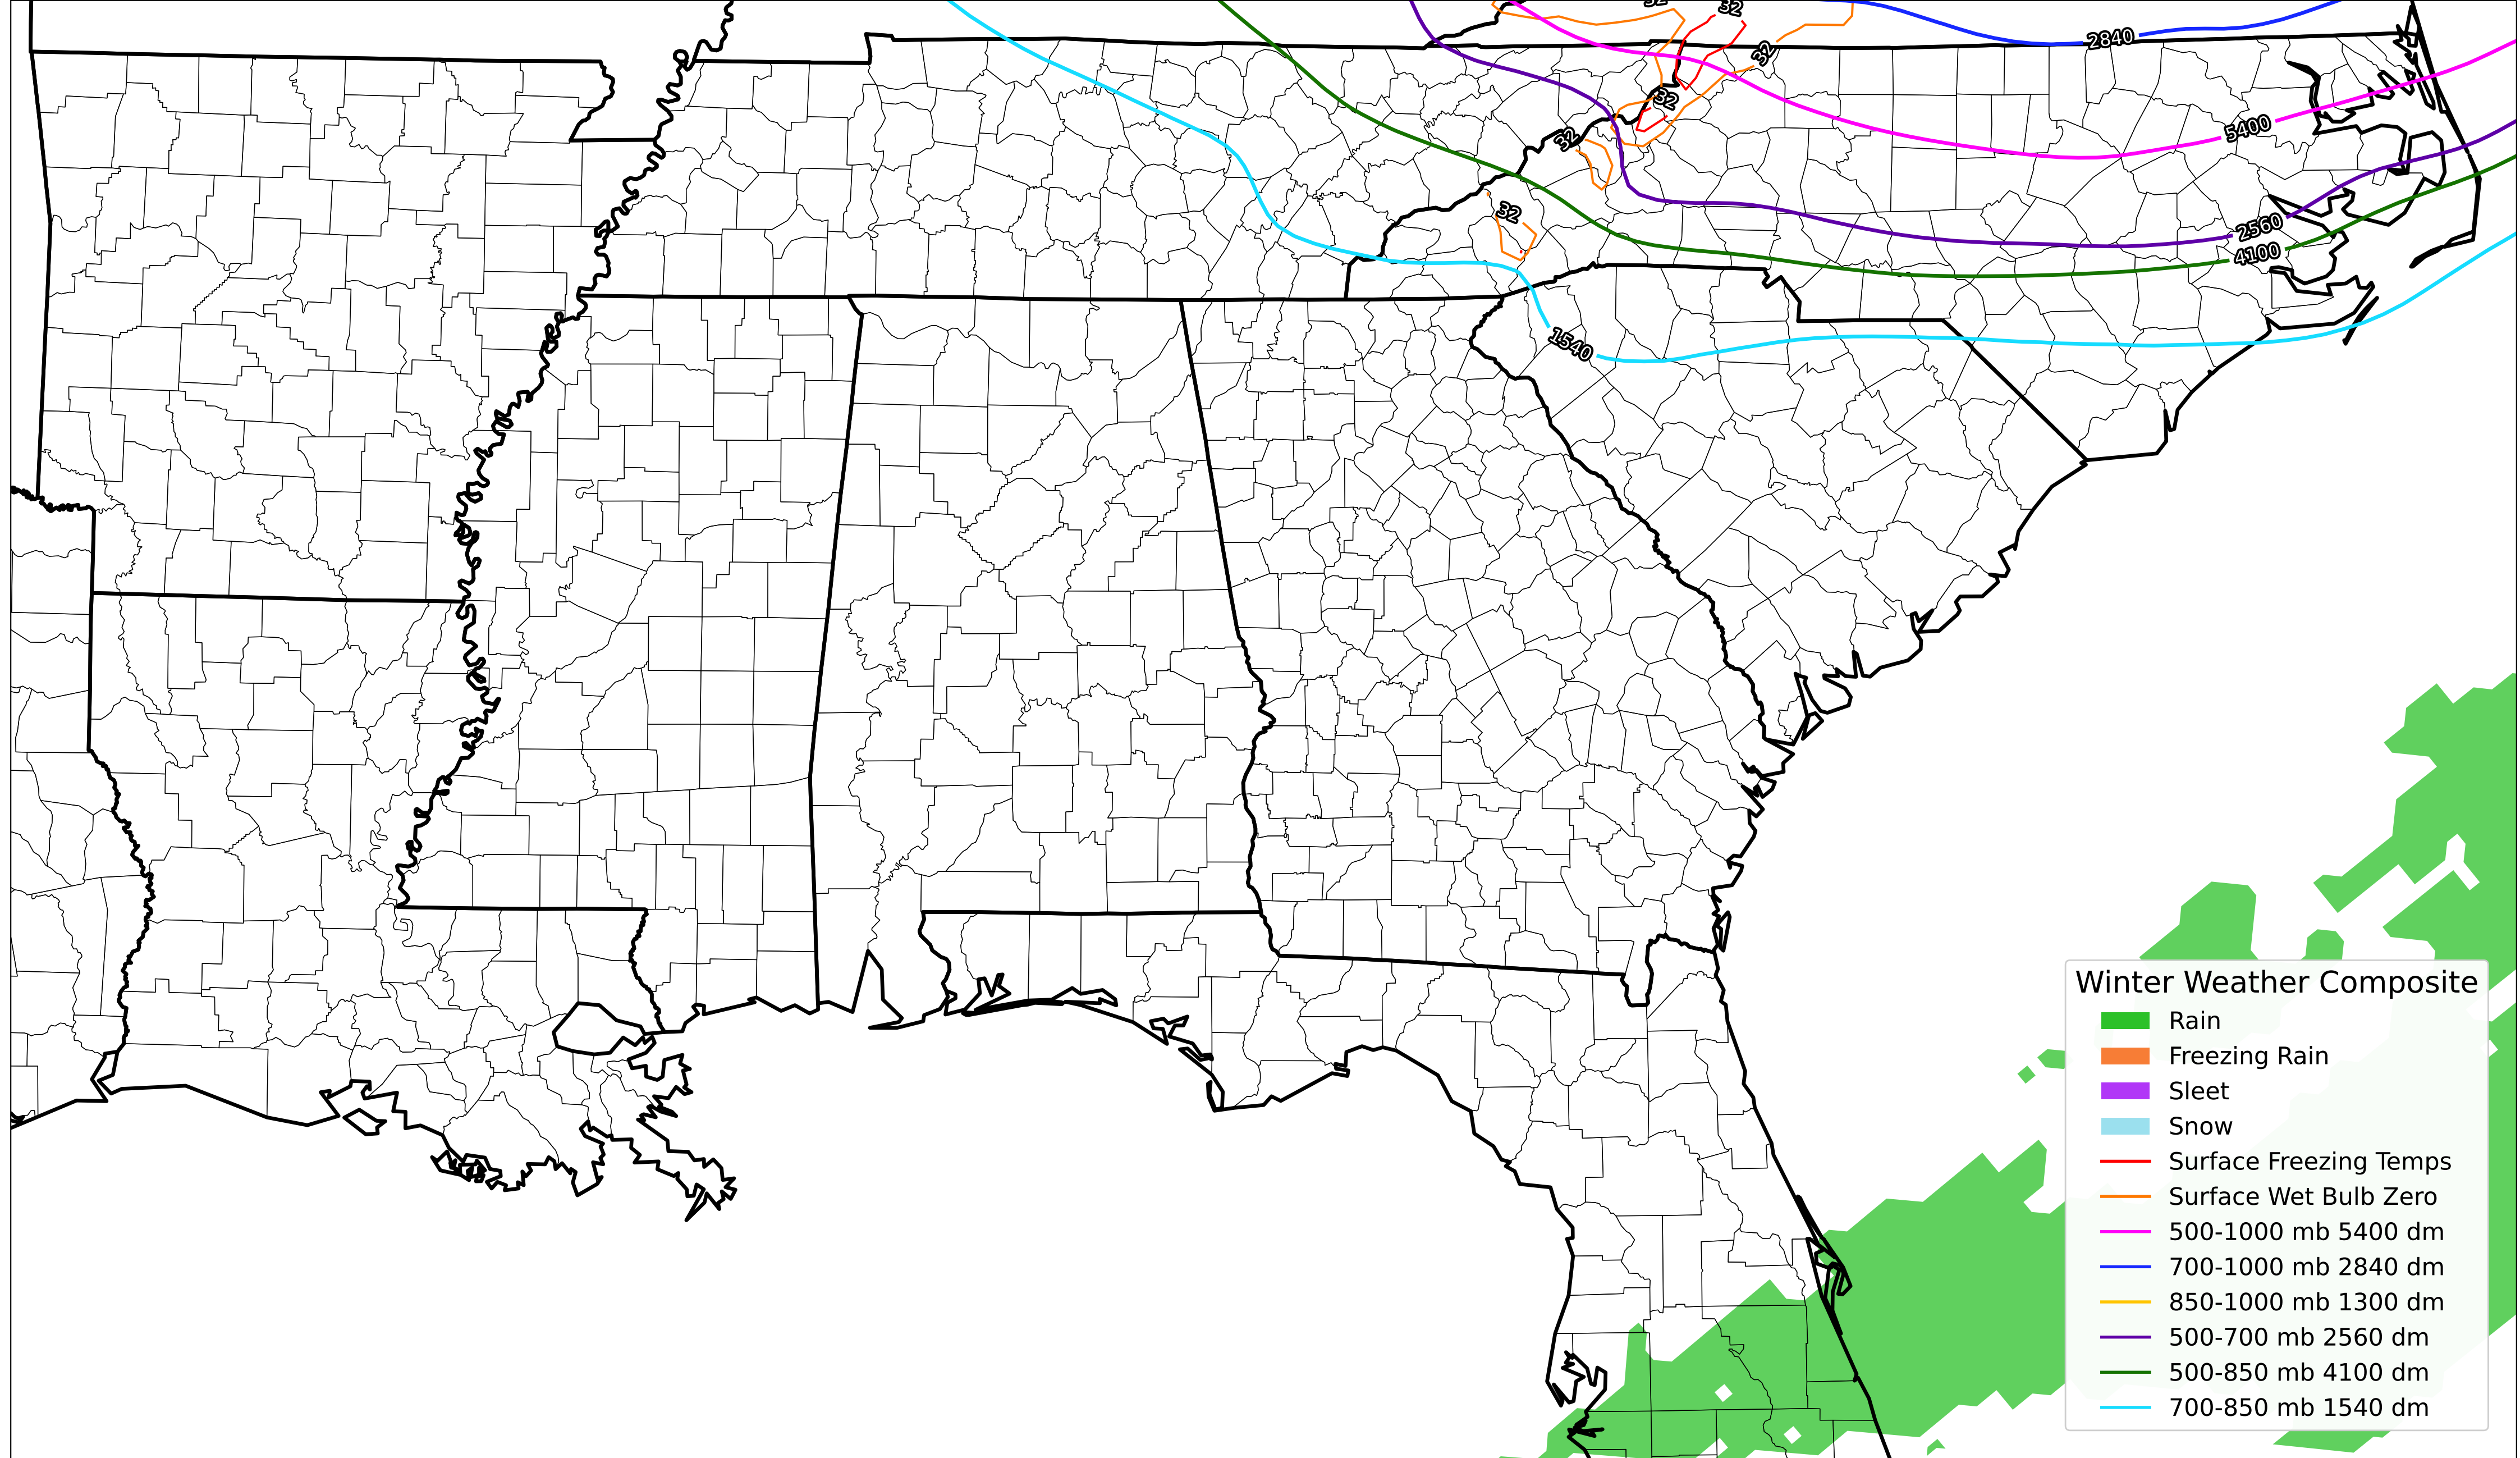 32
32
2840
32
32
5400
32
32
2560
4100
1540
Winter Weather Composite
Rain
Freezing Rain
Sleet
Snow
Surface Freezing Temps
Surface Wet Bulb Zero
500-1000 mb 5400 dm
700-1000 mb 2840 dm
850-1000 mb 1300 dm
500-700 mb 2560 dm
500-850 mb 4100 dm
700-850 mb 1540 dm